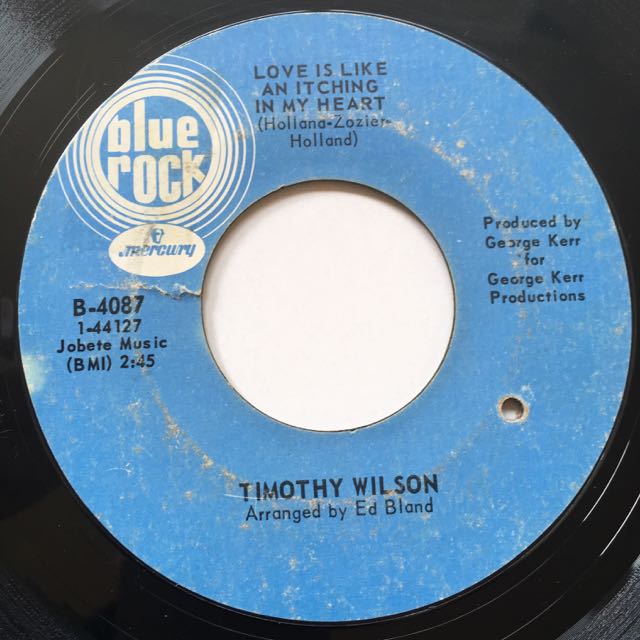 LOVE IS LIKE
AN ITCHING
IN MY HEART
(Hollana-Zozier-
Holland)
blue
rock
mercury
Produced by
George Kerr
for
George Kerr
Productions
B-4087
1-44127
Jobete Music
(BMI) 2:45
TIMOTHY WILSON
Arranged by Ed Bland